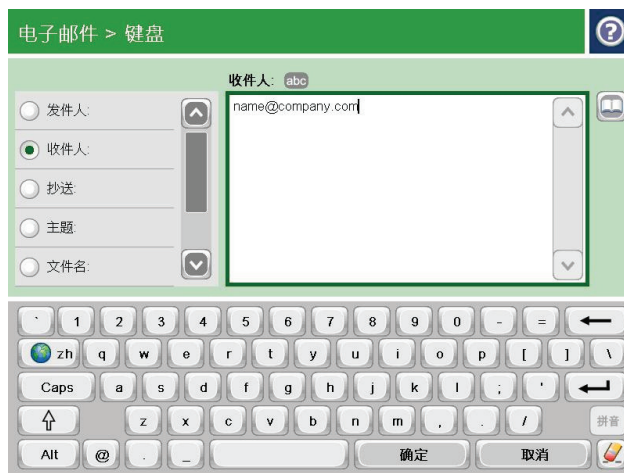 电子邮件 > 键盘
?
收件人: abc
发件人:
收件人:
抄送:
主题:
文件名:
name@company.com
` 1 2 3 4 5 6 7 8 9 0 - =
zh q w e r t y u i o p [ ] \
Caps a s d f g h j k l ; '
z x c v b n m , . / 拼音
Alt @ . _ 确定 取消